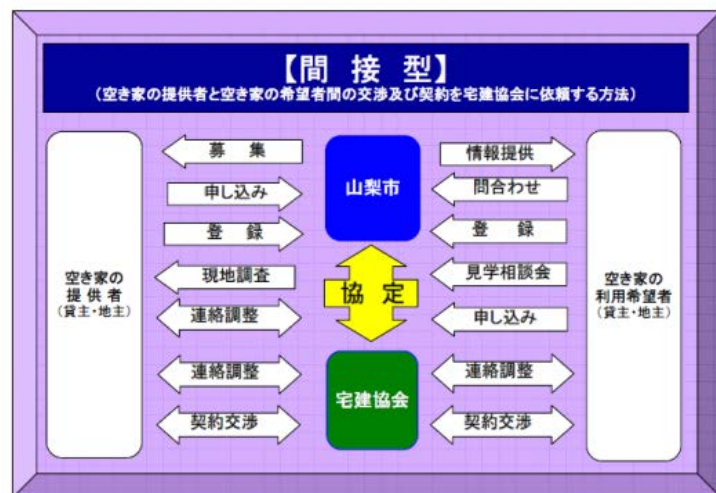 【間接型】
(空き家の提供者と空き家の希望者間の交渉及び契約を宅建協会に依頼する方法)
空き家の
提供者
(貸主・地主)
募集
申し込み
登録
現地調査
連絡調整
連絡調整
契約交渉
山梨市
協定
宅建協会
情報提供
問合わせ
登録
見学相談会
申し込み
連絡調整
契約交渉
空き家の
利用希望者
(貸主・地主)